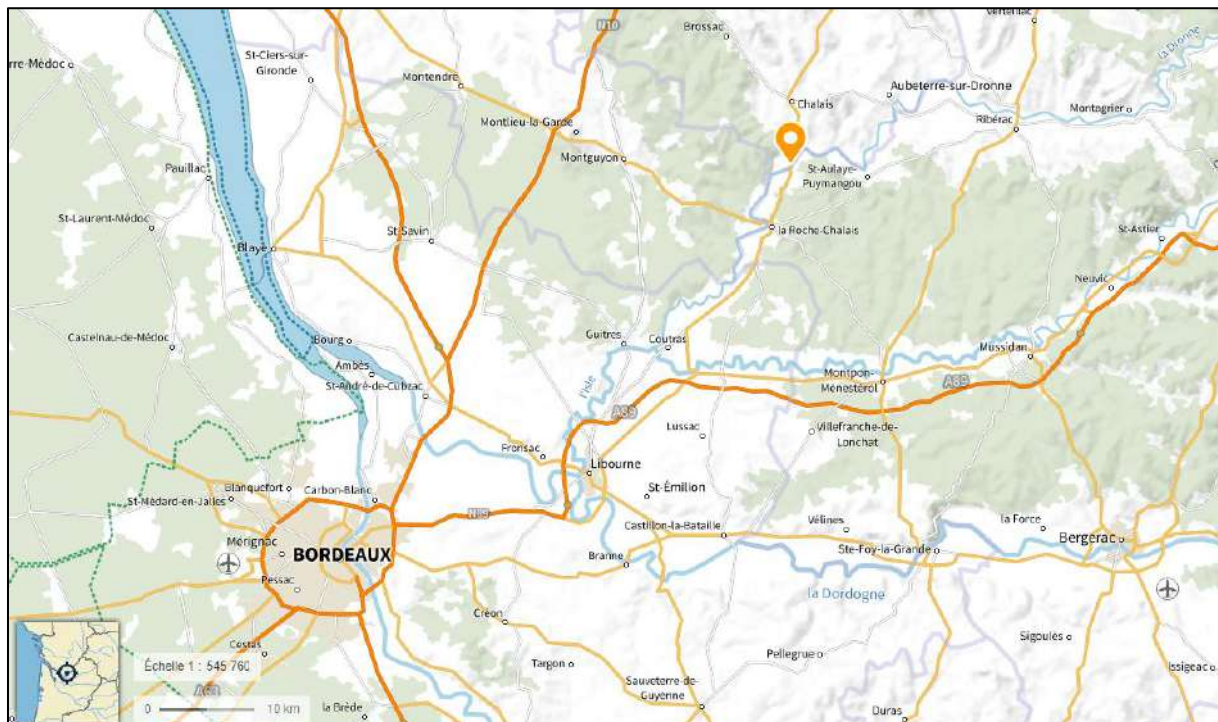 N10
Brossac
Verteillac
St-Ciers-sur-
Gironde
la Dronne
Montendre
Aubeterre-sur-Dronne
Chalais
Montagrier
Montlieu-la-Garde
Ribérac
Montguyon
Pauillac
St-Aulaye-
Puymangou
St-Laurent-Médoc
la Roche-Chalais
St-Savin
St-Astier
Blaye
Neuvic
Castelnau-de-Médoc
Bourg
Guîtres
Coutras
Mussidan
Ambès
St-André-de-Cubzac
Montpon-
Ménestérol
A89
l'Isle
A89
Lussac
Villefranche-de-
Lonchat
Fronsac
Libourne
St-Émilion
Blanquefort
Carbon-Blanc
St-Médard-en-Jalles
N89
Castillon-la-Bataille
Vélines
la Force
Bergerac
Mérignac
BORDEAUX
Ste-Foy-la-Grande
Branne
Pessac
la Dordogne
Créon
Sigoulès
Cestas
Pellegrue
Échelle 1 : 545 760
Targon
Issigeac
Sauveterre-de-
Guyenne
A63
0
10 km
la Brède
Duras